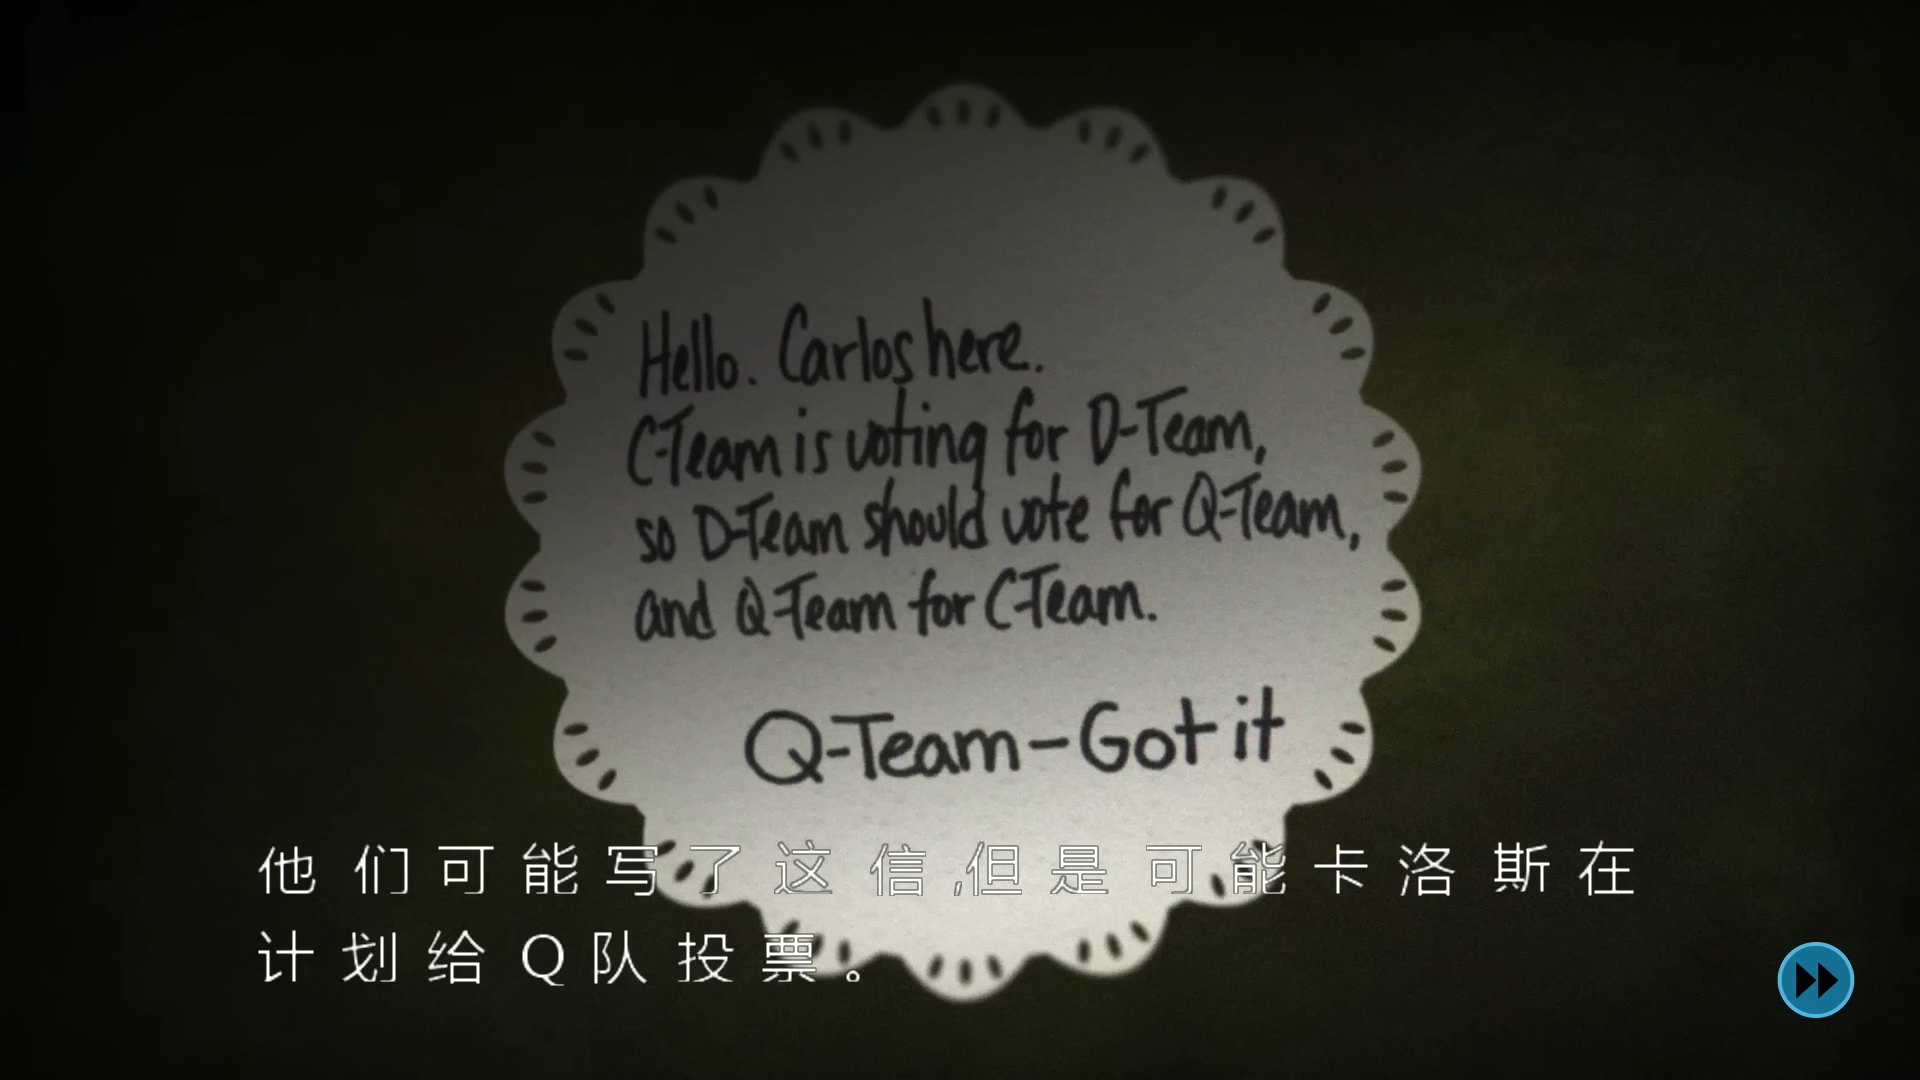 Hello. Carlos here.
C-Team is voting for D-Team,
so D-Team should vote for Q-Team,
and Q-Team for C-Team.
Q-Team-Got it
他们可能写了这信,但是可能卡洛斯在
计划给Q队投票。